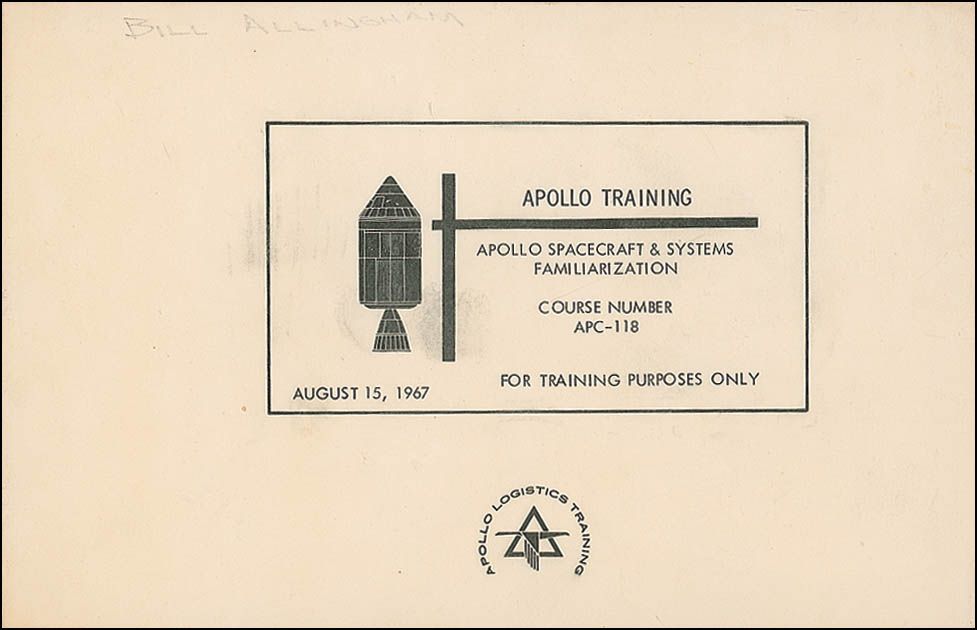 BILL ALLINGHAM
APOLLO TRAINING
APOLLO SPACECRAFT & SYSTEMS
FAMILIARIZATION
COURSE NUMBER
APC-118
FOR TRAINING PURPOSES ONLY
AUGUST 15, 1967
APOLLO LOGISTICS TRAINING